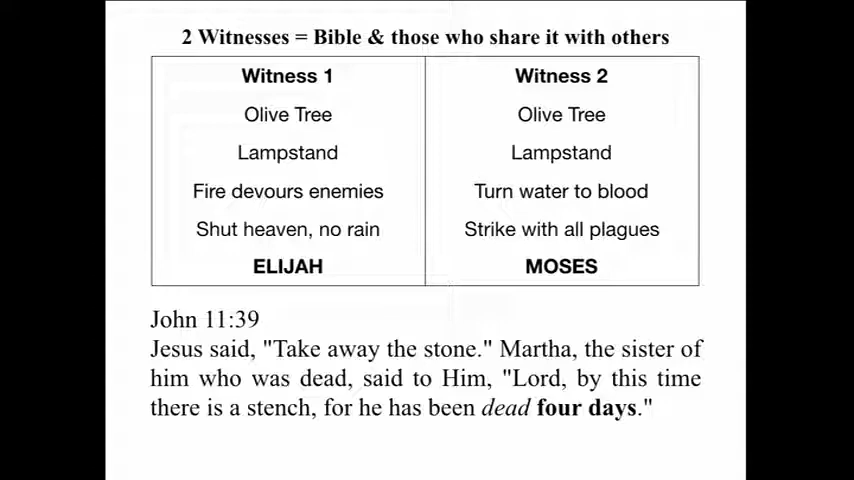 2 Witnesses = Bible & those who share it with others
Witness 1
Witness 2
Olive Tree
Olive Tree
Lampstand
Lampstand
Fire devours enemies
Turn water to blood
Shut heaven, no rain
Strike with all plagues
ELIJAH
MOSES
John 11:39
Jesus said, "Take away the stone." Martha, the sister of
him who was dead, said to Him, "Lord, by this time
there is a stench, for he has been dead four days."